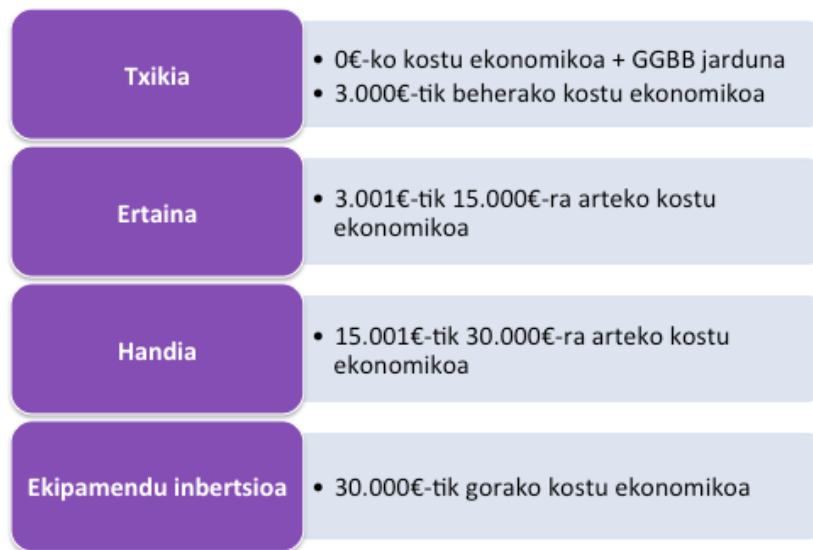 Txikia
• 0€-ko kostu ekonomikoa + GGBB jarduna
• 3.000€-tik beherako kostu ekonomikoa
Ertaina
• 3.001€-tik 15.000€-ra arteko kostu
ekonomikoa
Handia
• 15.001€-tik 30.000€-ra arteko kostu
ekonomikoa
Ekipamendu inbertsioa
• 30.000€-tik gorako kostu ekonomikoa